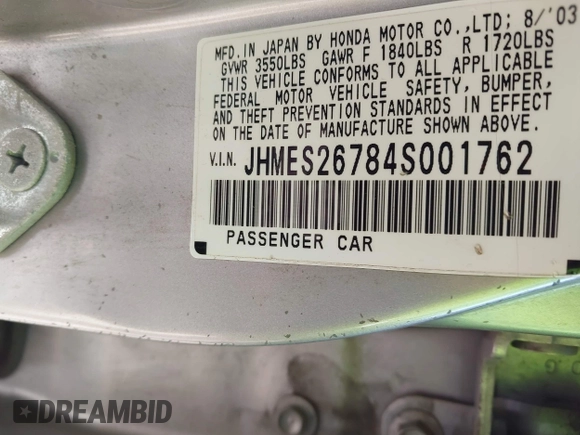 MFD. IN JAPAN BY HONDA MOTOR CO.,LTD; 8/'03
GVWR 3550LBS GAWR F 1840LBS R 1720LBS
THIS VEHICLE CONFORMS TO ALL APPLICABLE
FEDERAL MOTOR VEHICLE SAFETY, BUMPER,
AND THEFT PREVENTION STANDARDS IN EFFECT
ON THE DATE OF MANUFACTURE SHOWN ABOVE.
V.I.N. JHMES26784S001762
PASSENGER CAR
DREAMBID